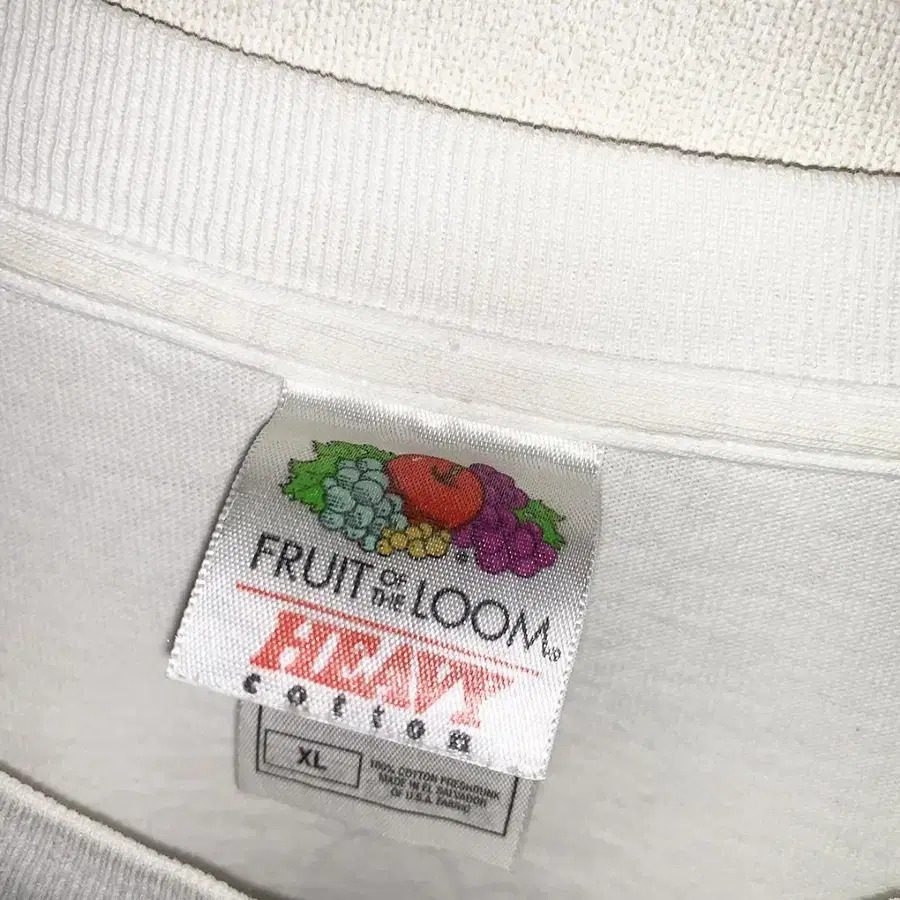 FRUIT OF THE LOOM®
HEAVY
cotton
XL
100% COTTON PRESHRUNK
MADE IN EL SALVADOR
OF U.S.A. FABRIC